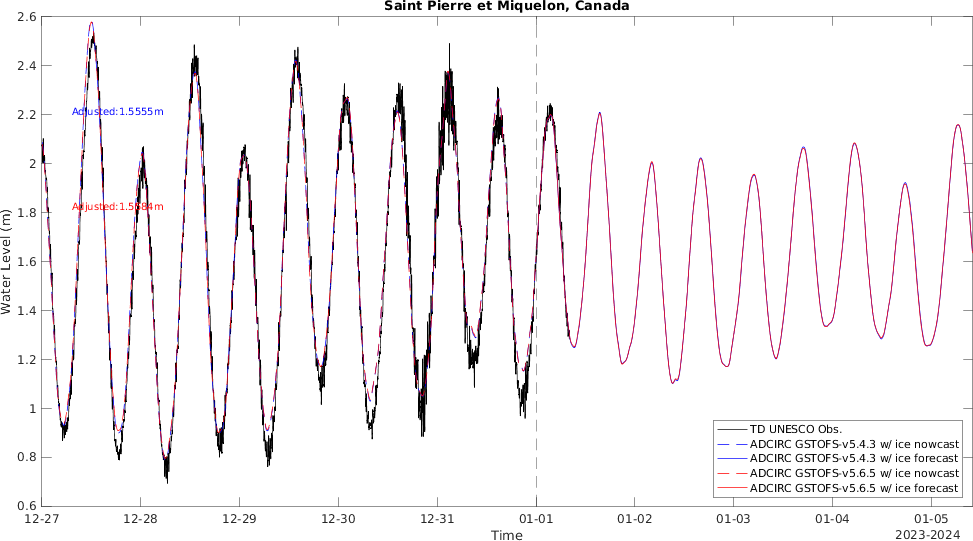 Saint Pierre et Miquelon, Canada
2.6
2.4
2.2
2
1.8
1.6
1.4
1.2
1
0.8
0.6
Water Level (m)
Adjusted:1.5555m
Adjusted:1.5584m
TD UNESCO Obs.
ADCIRC GSTOFS-v5.4.3 w/ ice nowcast
ADCIRC GSTOFS-v5.4.3 w/ ice forecast
ADCIRC GSTOFS-v5.6.5 w/ ice nowcast
ADCIRC GSTOFS-v5.6.5 w/ ice forecast
12-27 12-28 12-29 12-30 12-31 01-01 01-02 01-03 01-04 01-05
Time
2023-2024